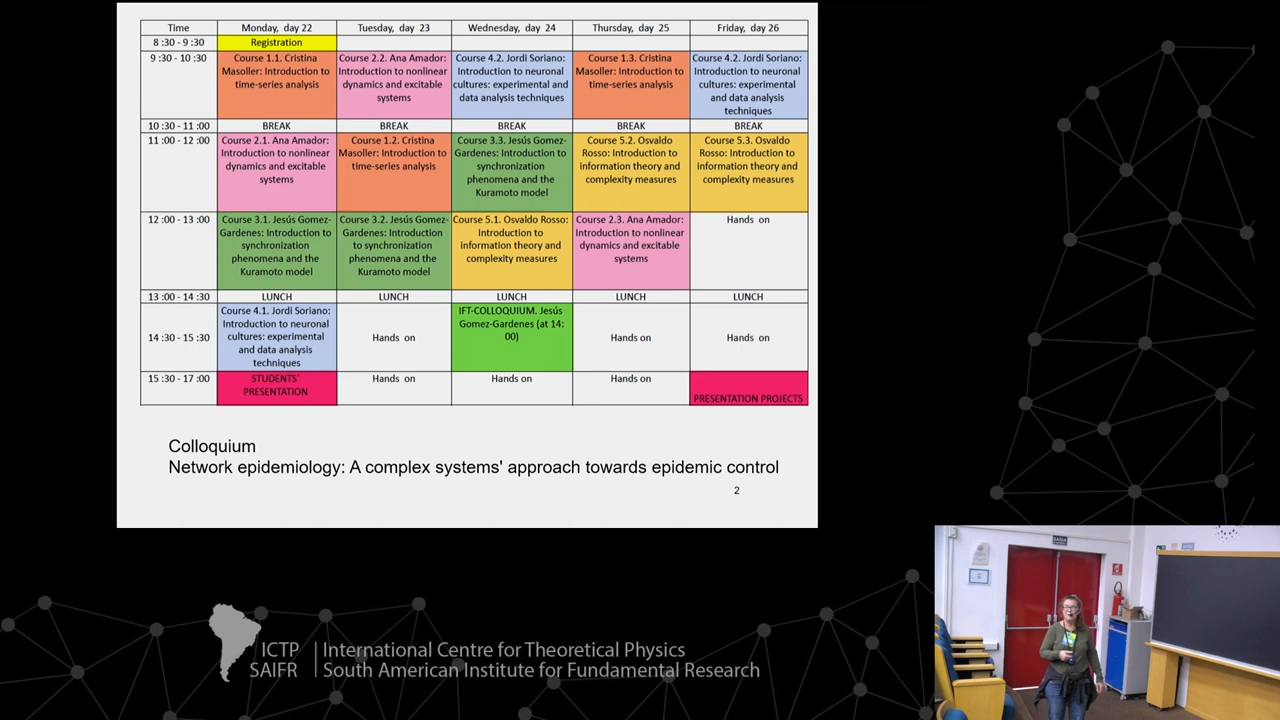 Time Monday, day 22 Tuesday, day 23 Wednesday, day 24 Thursday, day 25 Friday, day 26
8 :30 - 9 :30 Registration
9 :30 - 10 :30
Course 1.1. Cristina
Masoller: Introduction to
time-series analysis
Course 2.2. Ana Amador:
Introduction to nonlinear
dynamics and excitable
systems
Course 4.2. Jordi Soriano:
Introduction to neuronal
cultures: experimental and
data analysis techniques
Course 1.3. Cristina
Masoller: Introduction to
time-series analysis
Course 4.2. Jordi Soriano:
Introduction to neuronal
cultures: experimental
and data analysis
techniques
10 :30 - 11 :00 BREAK BREAK BREAK BREAK BREAK
11 :00 - 12 :00
Course 2.1. Ana Amador:
Introduction to nonlinear
dynamics and excitable
systems
Course 1.2. Cristina
Masoller: Introduction to
time-series analysis
Course 3.3. Jesús Gomez-
Gardenes: Introduction to
synchronization
phenomena and the
Kuramoto model
Course 5.2. Osvaldo
Rosso: Introduction to
information theory and
complexity measures
Course 5.3. Osvaldo
Rosso: Introduction to
information theory and
complexity measures
12 :00 - 13 :00
Course 3.1. Jesús Gomez-
Gardenes: Introduction to
synchronization
phenomena and the
Kuramoto model
Course 3.2. Jesús Gomez-
Gardenes: Introduction
to synchronization
phenomena and the
Kuramoto model
Course 5.1. Osvaldo Rosso:
Introduction to
information theory and
complexity measures
Course 2.3. Ana Amador:
Introduction to nonlinear
dynamics and excitable
systems
Hands on
13 :00 - 14 :30 LUNCH LUNCH LUNCH LUNCH LUNCH
14 :30 - 15 :30
Course 4.1. Jordi Soriano:
Introduction to neuronal
cultures: experimental
and data analysis
techniques
Hands on
IFT-COLLOQUIUM. Jesús
Gomez-Gardenes (at 14:
00)
Hands on
Hands on
15 :30 - 17 :00
STUDENTS'
PRESENTATION
Hands on
Hands on
Hands on
PRESENTATION PROJECTS
Colloquium
Network epidemiology: A complex systems' approach towards epidemic control
2
ICTP
SAIFR
International Centre for Theoretical Physics
South American Institute for Fundamental Research